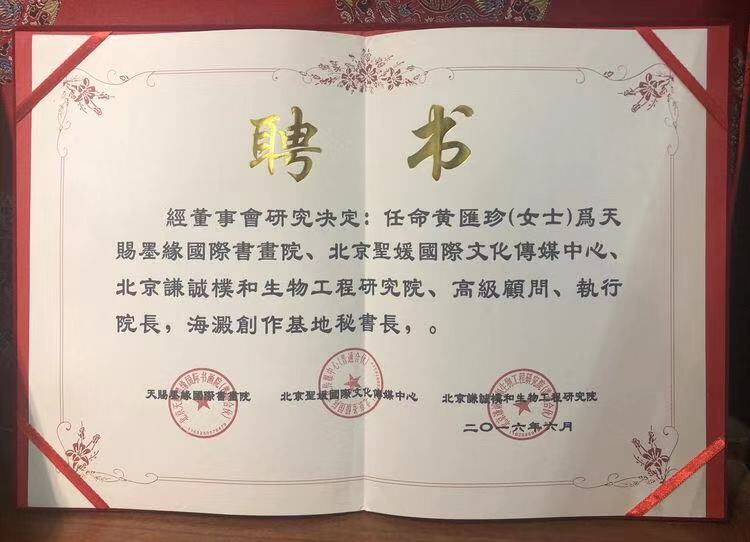 聘书
經董事會研究决定：任命黄匯珍(女士)爲天
賜墨緣國際書畫院、北京聖媛國際文化傳媒中心、
北京謙誠樸和生物工程研究院、高級顧問、執行
院長，海澱創作基地秘書長，。
天賜墨緣國際書畫院 北京聖媛國際文化傳媒中心 北京謙誠樸和生物工程研究院
二〇一六年六月